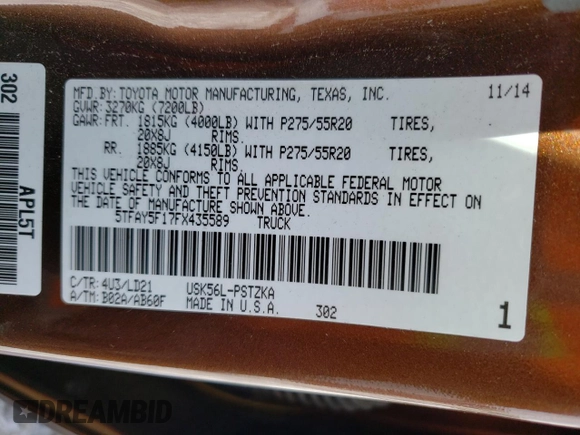 MFD.BY:TOYOTA MOTOR MANUFACTURING, TEXAS, INC. 11/14
GVWR:3270KG (7200LB)
GAWR:FRT. 1815KG (4000LB) WITH P275/55R20 TIRES,
20X8J RIMS.
RR. 1885KG (4150LB) WITH P275/55R20 TIRES,
20X8J RIMS.
THIS VEHICLE CONFORMS TO ALL APPLICABLE FEDERAL MOTOR
VEHICLE SAFETY AND THEFT PREVENTION STANDARDS IN EFFECT ON
THE DATE OF MANUFACTURE SHOWN ABOVE.
5TFAY5F17FX435589 TRUCK
C/TR:4U3/LD21 USK56L-PSTZKA
A/TM:B02A/AB60F MADE IN U.S.A. 302
1
302
APL5T
DREAMBID